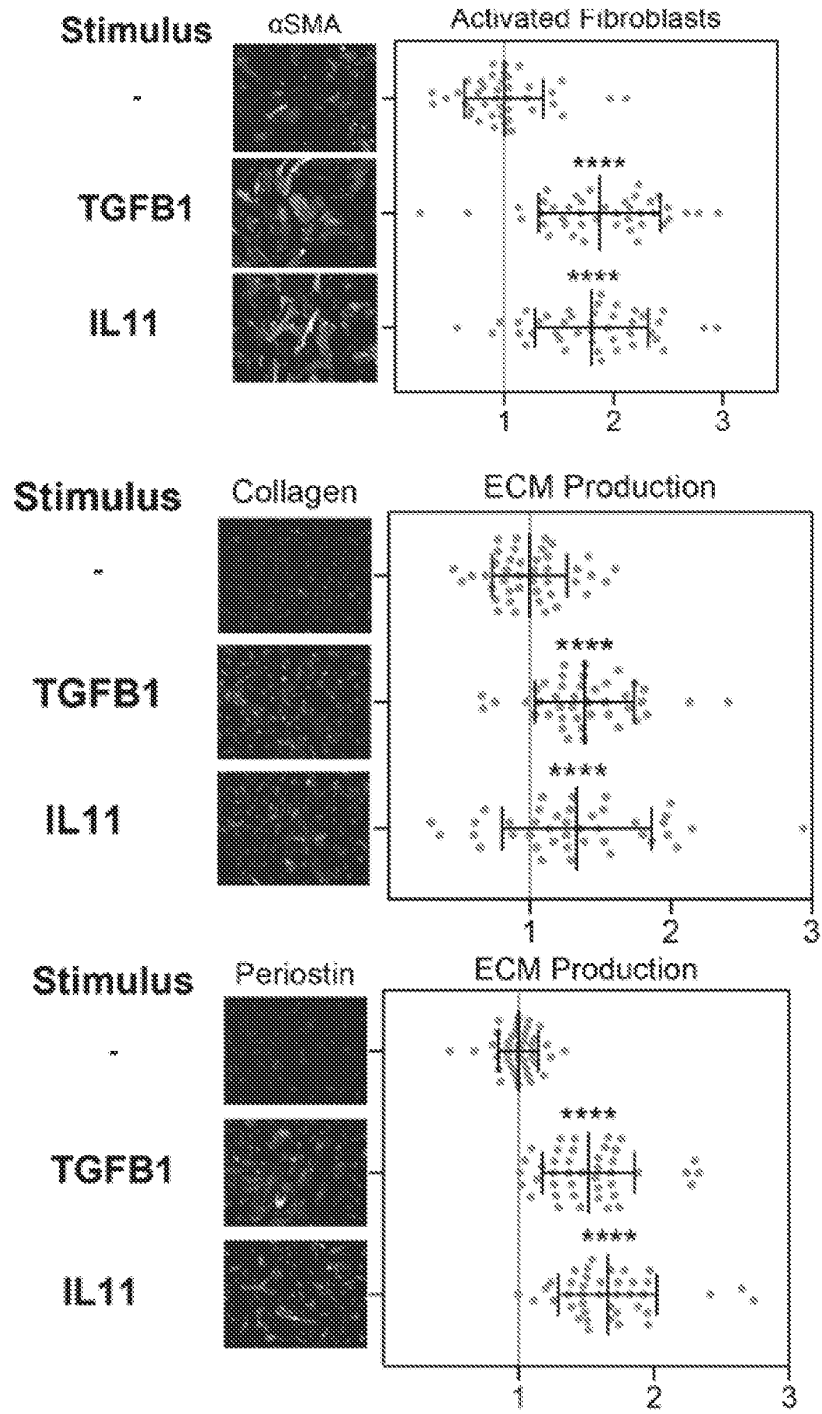 Stimulus αSMA Activated Fibroblasts
-
****
TGFB1
****
IL11
1 2 3
Stimulus Collagen ECM Production
-
****
TGFB1
****
IL11
1 2 3
Stimulus Periostin ECM Production
-
****
TGFB1
****
IL11
1 2 3